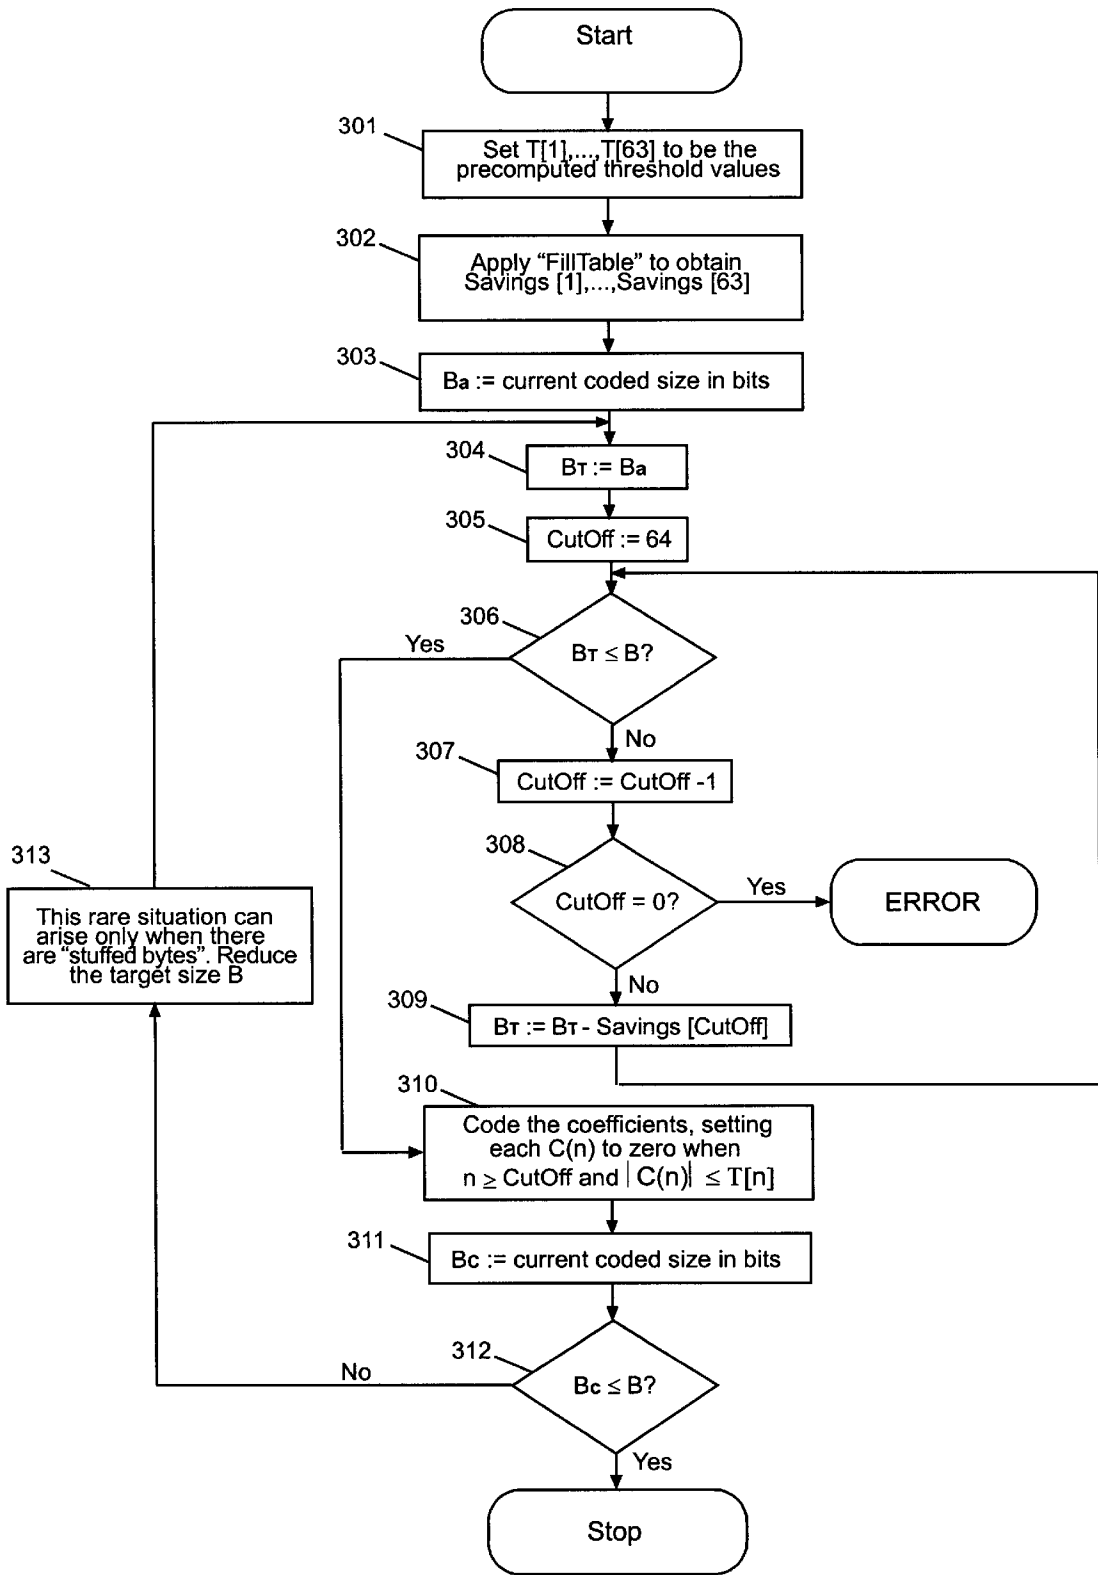 Start
301
Set T[1],...,T[63] to be the
precomputed threshold values
302
Apply “FillTable” to obtain
Savings [1],...,Savings [63]
303
Ba := current coded size in bits
304
BT := Ba
305
CutOff := 64
306
Yes
BT ≤ B?
No
307
CutOff := CutOff -1
308
CutOff = 0?
Yes
ERROR
313
This rare situation can
arise only when there
are “stuffed bytes”. Reduce
the target size B
No
309
BT := BT - Savings [CutOff]
310
Code the coefficients, setting
each C(n) to zero when
n ≥ CutOff and |C(n)| ≤ T[n]
311
Bc := current coded size in bits
312
No
Bc ≤ B?
Yes
Stop